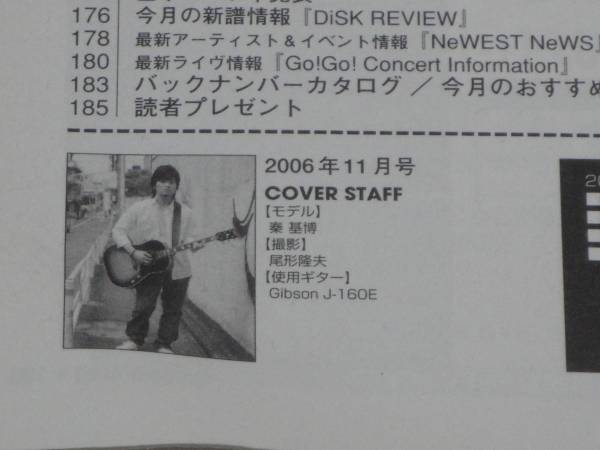 176 今月の新譜情報『DiSK REVIEW』
178 最新アーティスト＆イベント情報『NeWEST NeWS』
180 最新ライヴ情報『Go!Go! Concert Information』
183 バックナンバーカタログ ／ 今月のおすすめ
185 読者プレゼント
2006年11月号
COVER STAFF
【モデル】
秦 基博
【撮影】
尾形隆夫
【使用ギター】
Gibson J-160E
20